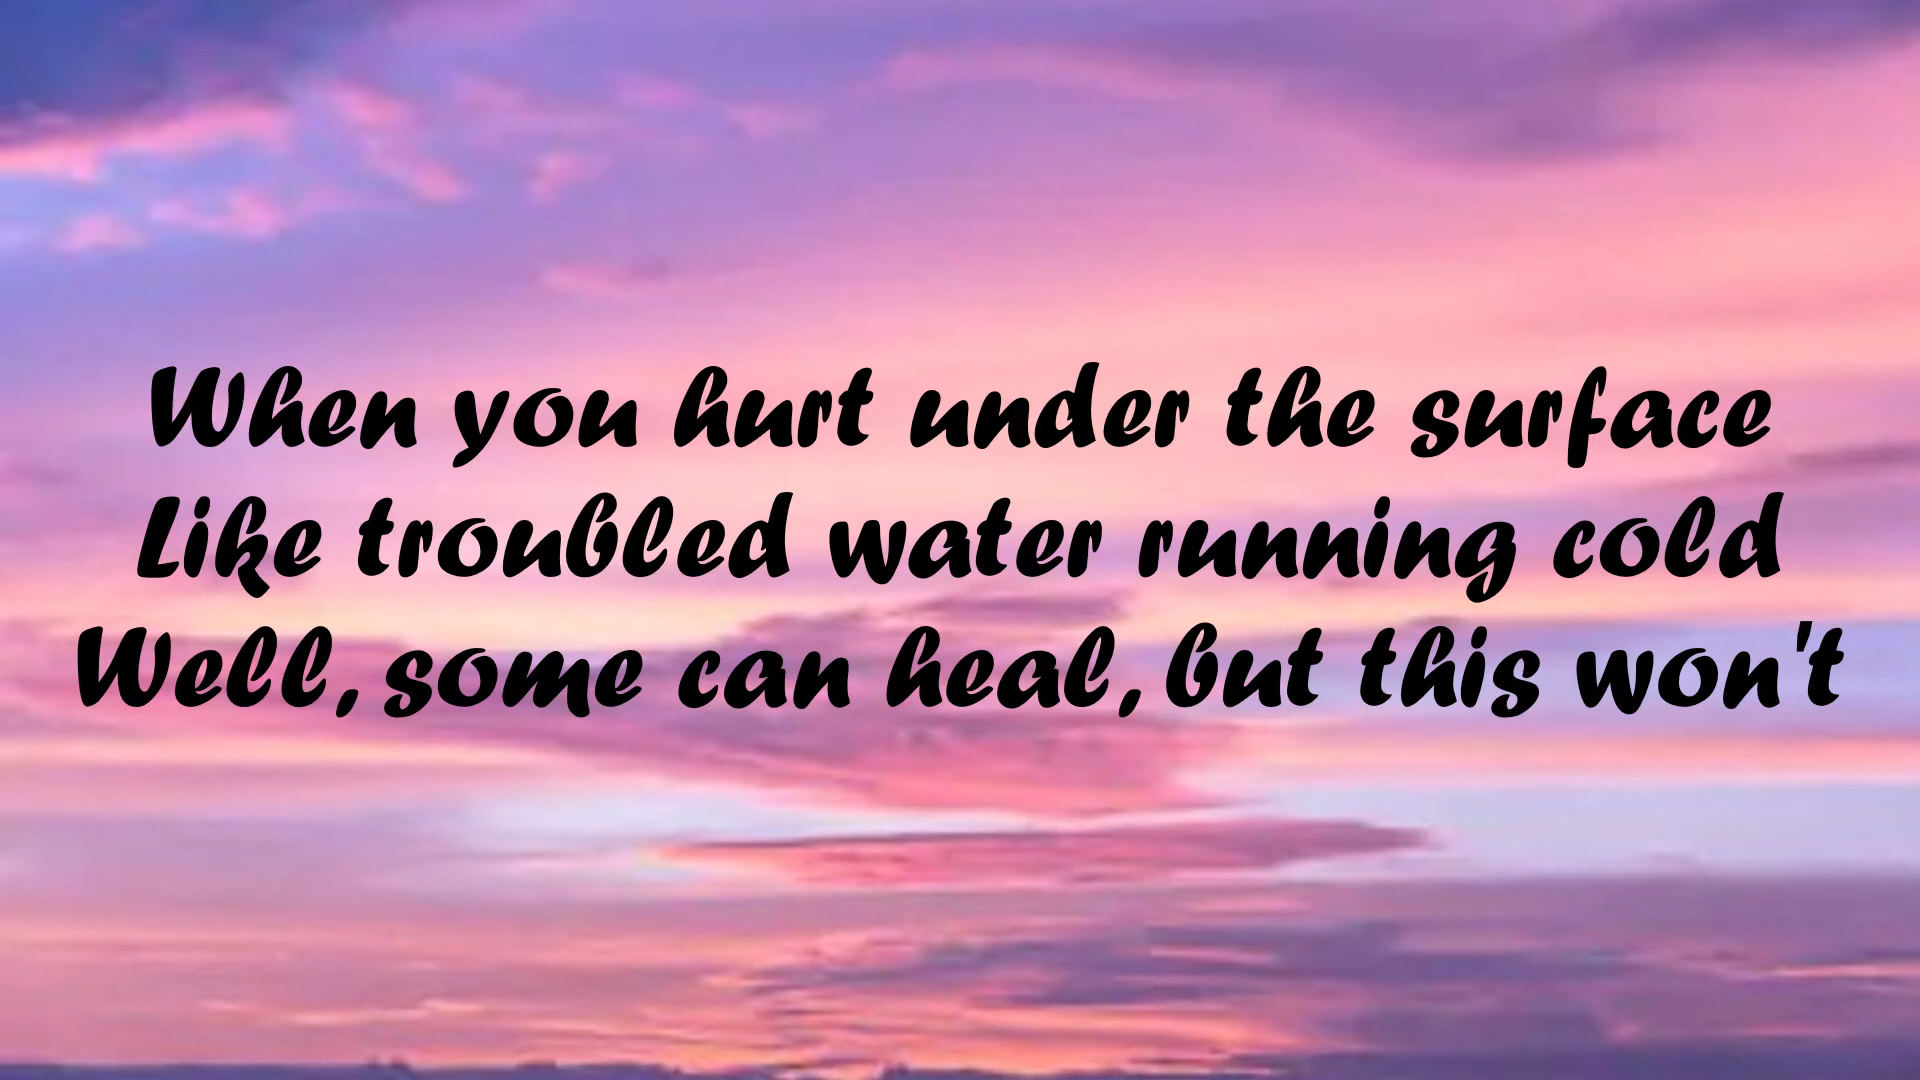 When you hurt under the surface
Like troubled water running cold
Well, some can heal, but this won't